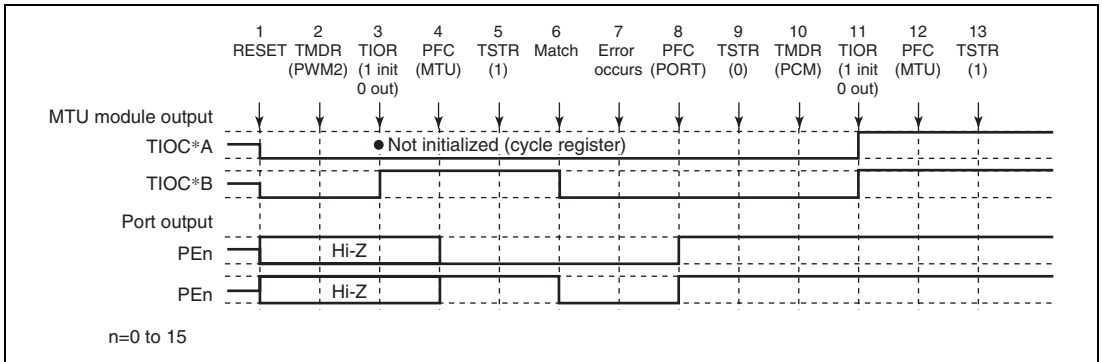 1 2 3 4 5 6 7 8 9 10 11 12 13
RESET TMDR TIOR PFC TSTR Match Error PFC TSTR TMDR TIOR PFC TSTR
(PWM2) (1 init (MTU) (1) occurs (PORT) (0) (PCM) (1 init (MTU) (1)
0 out) 0 out)
MTU module output
TIOC*A ● Not initialized (cycle register)
TIOC*B
Port output
PEn Hi-Z
PEn Hi-Z
n=0 to 15